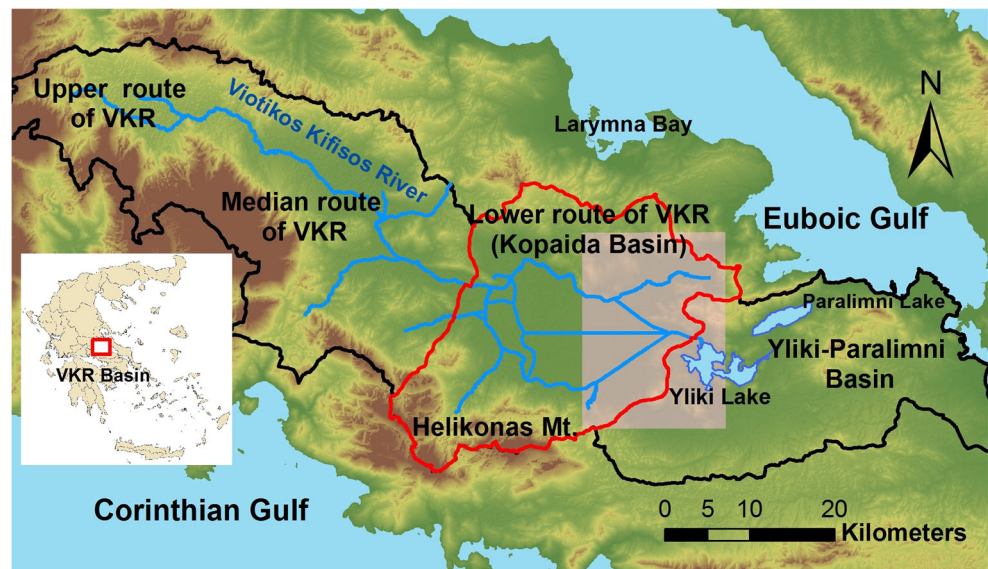 Upper route
of VKR
Viotikos Kifisos River
Larymna Bay
N
Median route
of VKR
Lower route of VKR
(Kopaida Basin)
Euboic Gulf
Paralimni Lake
Yliki-Paralimni
Basin
VKR Basin
Yliki Lake
Helikonas Mt.
Corinthian Gulf
0 5 10 20
Kilometers